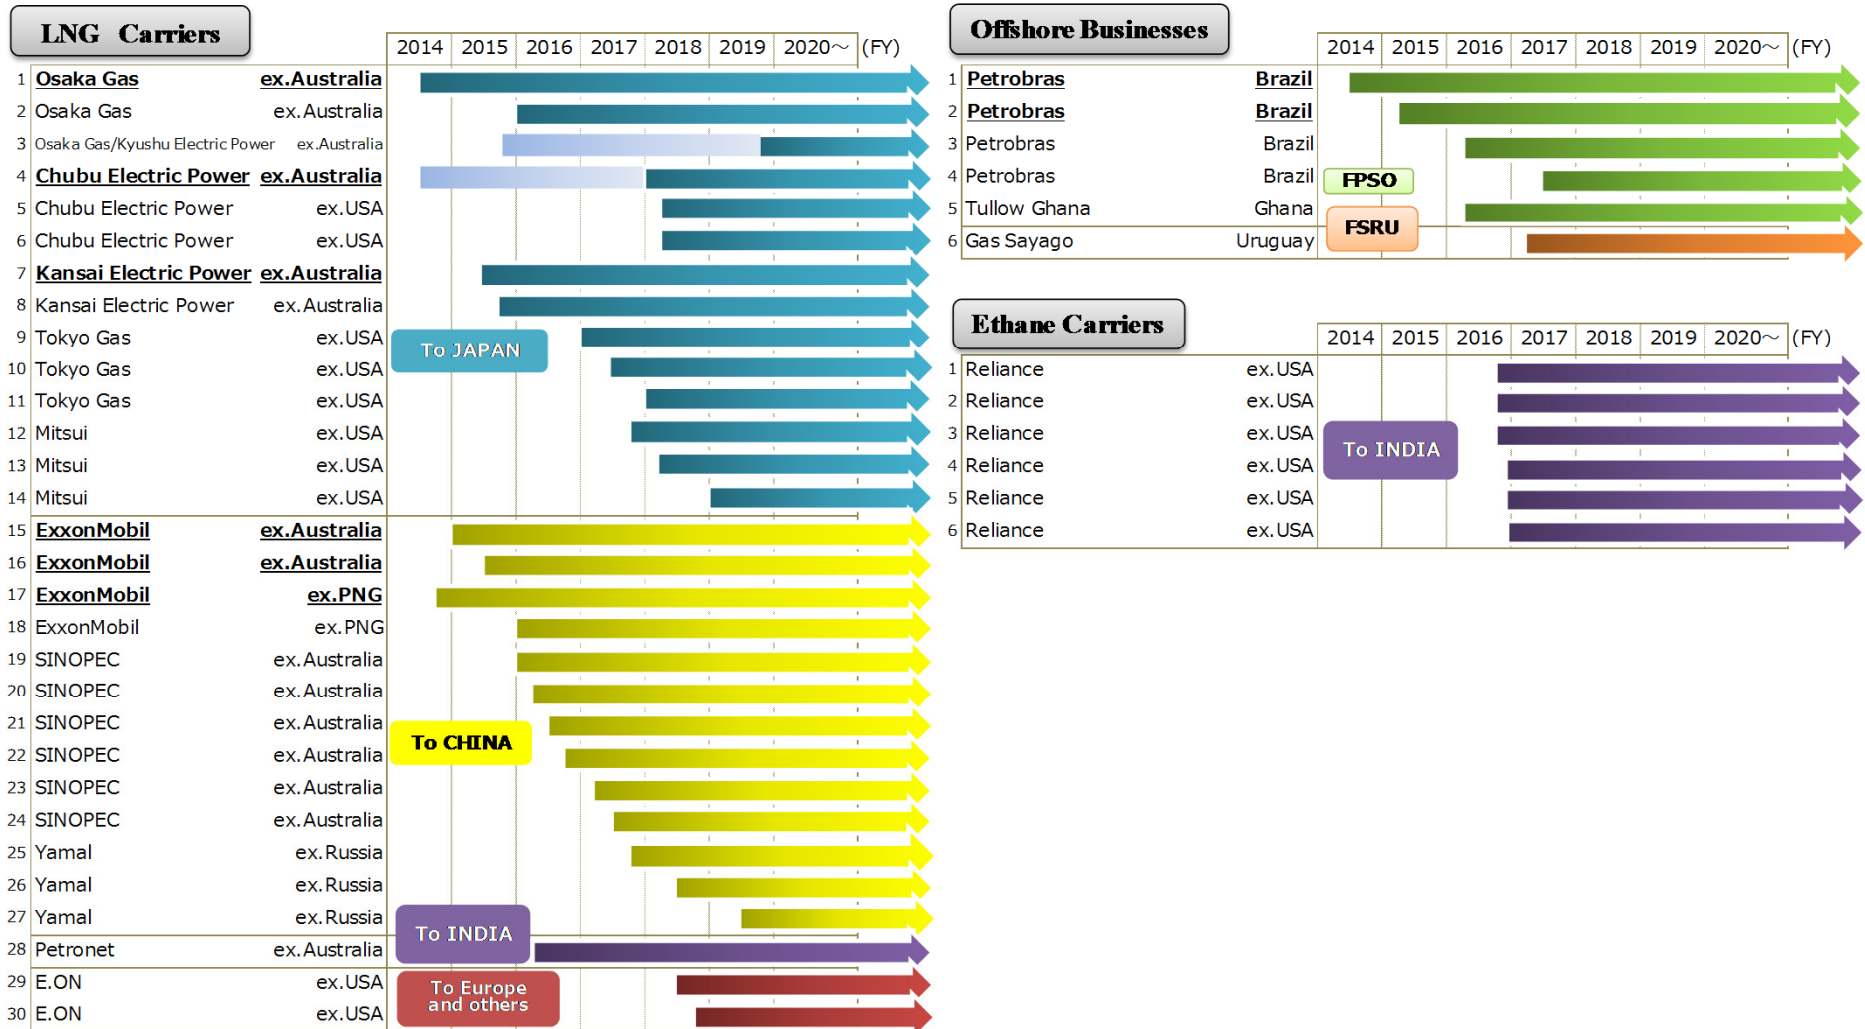 LNG Carriers
2014 2015 2016 2017 2018 2019 2020～ (FY)
1 Osaka Gas ex.Australia
2 Osaka Gas ex.Australia
3 Osaka Gas/Kyushu Electric Power ex.Australia
4 Chubu Electric Power ex.Australia
5 Chubu Electric Power ex.USA
6 Chubu Electric Power ex.USA
7 Kansai Electric Power ex.Australia
8 Kansai Electric Power ex.Australia
9 Tokyo Gas ex.USA
To JAPAN
10 Tokyo Gas ex.USA
11 Tokyo Gas ex.USA
12 Mitsui ex.USA
13 Mitsui ex.USA
14 Mitsui ex.USA
15 ExxonMobil ex.Australia
16 ExxonMobil ex.Australia
17 ExxonMobil ex.PNG
18 ExxonMobil ex.PNG
19 SINOPEC ex.Australia
20 SINOPEC ex.Australia
21 SINOPEC ex.Australia
To CHINA
22 SINOPEC ex.Australia
23 SINOPEC ex.Australia
24 SINOPEC ex.Australia
25 Yamal ex.Russia
26 Yamal ex.Russia
27 Yamal ex.Russia
To INDIA
28 Petronet ex.Australia
29 E.ON ex.USA
To Europe
and others
30 E.ON ex.USA
Offshore Businesses
2014 2015 2016 2017 2018 2019 2020～ (FY)
1 Petrobras Brazil
2 Petrobras Brazil
3 Petrobras Brazil
4 Petrobras Brazil
FPSO
5 Tullow Ghana Ghana
FSRU
6 Gas Sayago Uruguay
Ethane Carriers
2014 2015 2016 2017 2018 2019 2020～ (FY)
1 Reliance ex.USA
2 Reliance ex.USA
3 Reliance ex.USA
To INDIA
4 Reliance ex.USA
5 Reliance ex.USA
6 Reliance ex.USA